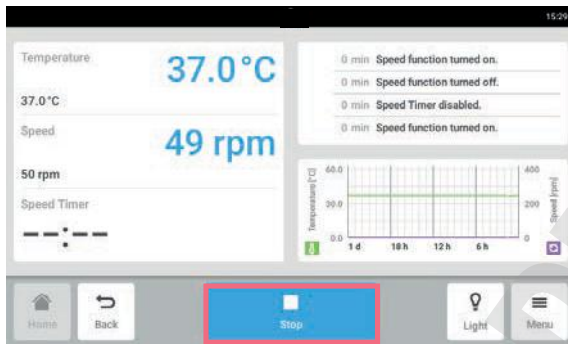 15:29
Temperature
37.0°C
37.0°C
Speed
49 rpm
50 rpm
Speed Timer
--:--
0 min Speed function turned on.
0 min Speed function turned off.
0 min Speed Timer disabled.
0 min Speed function turned on.
Temperature [°C]
60.0
30.0
0.0
1 d 18 h 12 h 6 h
400
200
0
Speed [rpm]
Home
Back
Stop
Light
Menu